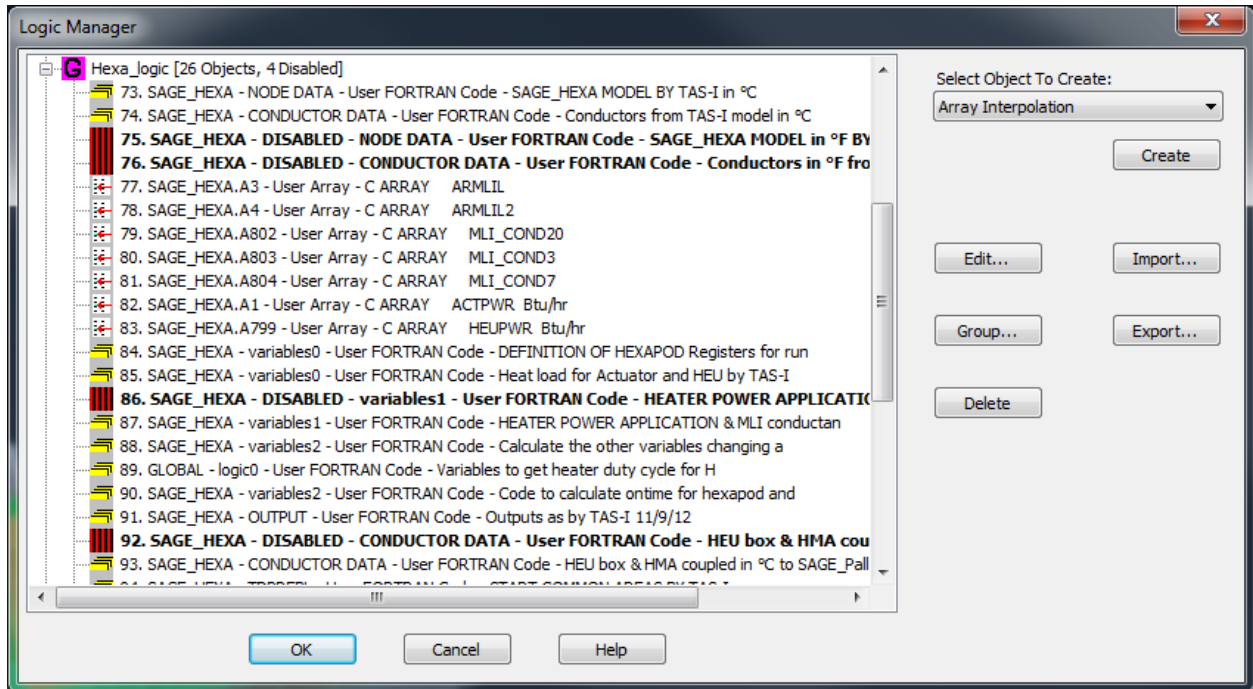 Logic Manager
Hexa_logic [26 Objects, 4 Disabled]
73. SAGE_HEXA - NODE DATA - User FORTRAN Code - SAGE_HEXA MODEL BY TAS-I in °C
74. SAGE_HEXA - CONDUCTOR DATA - User FORTRAN Code - Conductors from TAS-I model in °C
75. SAGE_HEXA - DISABLED - NODE DATA - User FORTRAN Code - SAGE_HEXA MODEL in °F BY
76. SAGE_HEXA - DISABLED - CONDUCTOR DATA - User FORTRAN Code - Conductors in °F fro
77. SAGE_HEXA.A3 - User Array - C ARRAY ARMLIL
78. SAGE_HEXA.A4 - User Array - C ARRAY ARMLIL2
79. SAGE_HEXA.A802 - User Array - C ARRAY MLI_COND20
80. SAGE_HEXA.A803 - User Array - C ARRAY MLI_COND3
81. SAGE_HEXA.A804 - User Array - C ARRAY MLI_COND7
82. SAGE_HEXA.A1 - User Array - C ARRAY ACTPWR Btu/hr
83. SAGE_HEXA.A799 - User Array - C ARRAY HEUPWR Btu/hr
84. SAGE_HEXA - variables0 - User FORTRAN Code - DEFINITION OF HEXAPOD Registers for run
85. SAGE_HEXA - variables0 - User FORTRAN Code - Heat load for Actuator and HEU by TAS-I
86. SAGE_HEXA - DISABLED - variables1 - User FORTRAN Code - HEATER POWER APPLICATIO
87. SAGE_HEXA - variables1 - User FORTRAN Code - HEATER POWER APPLICATION & MLI conductan
88. SAGE_HEXA - variables2 - User FORTRAN Code - Calculate the other variables changing a
89. GLOBAL - logic0 - User FORTRAN Code - Variables to get heater duty cycle for H
90. SAGE_HEXA - variables2 - User FORTRAN Code - Code to calculate ontime for hexapod and
91. SAGE_HEXA - OUTPUT - User FORTRAN Code - Outputs as by TAS-I 11/9/12
92. SAGE_HEXA - DISABLED - CONDUCTOR DATA - User FORTRAN Code - HEU box & HMA cou
93. SAGE_HEXA - CONDUCTOR DATA - User FORTRAN Code - HEU box & HMA coupled in °C to SAGE_Pall
Select Object To Create:
Array Interpolation
Create
Edit... Import...
Group... Export...
Delete
OK Cancel Help